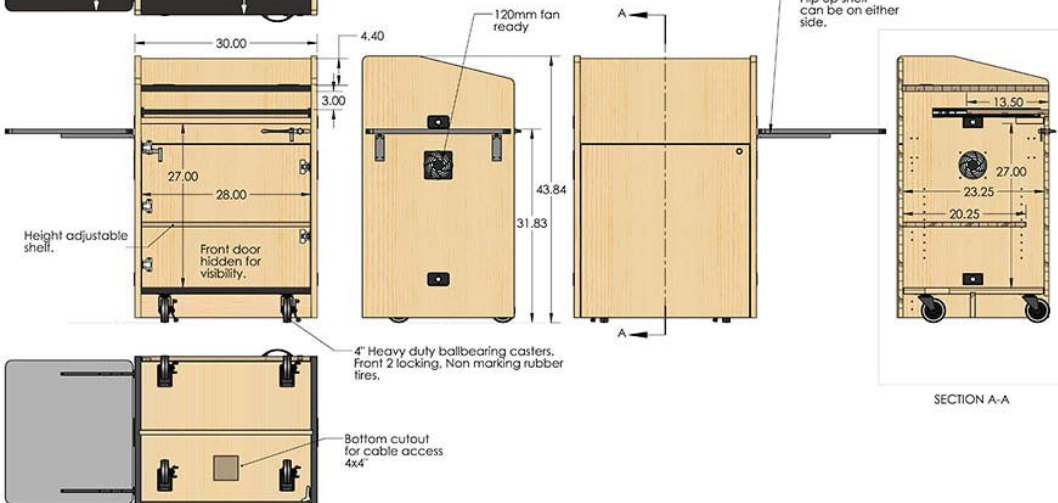 120mm fan
ready
A
Flip up shelf
can be on either
side.
30.00
4.40
3.00
13.50
27.00
28.00
43.84
31.83
27.00
23.25
20.25
Height adjustable
shelf.
Front door
hidden for
visibility.
A
4" Heavy duty ballbearing casters.
Front 2 locking, Non marking rubber
tires.
SECTION A-A
Bottom cutout
for cable access
4x4"